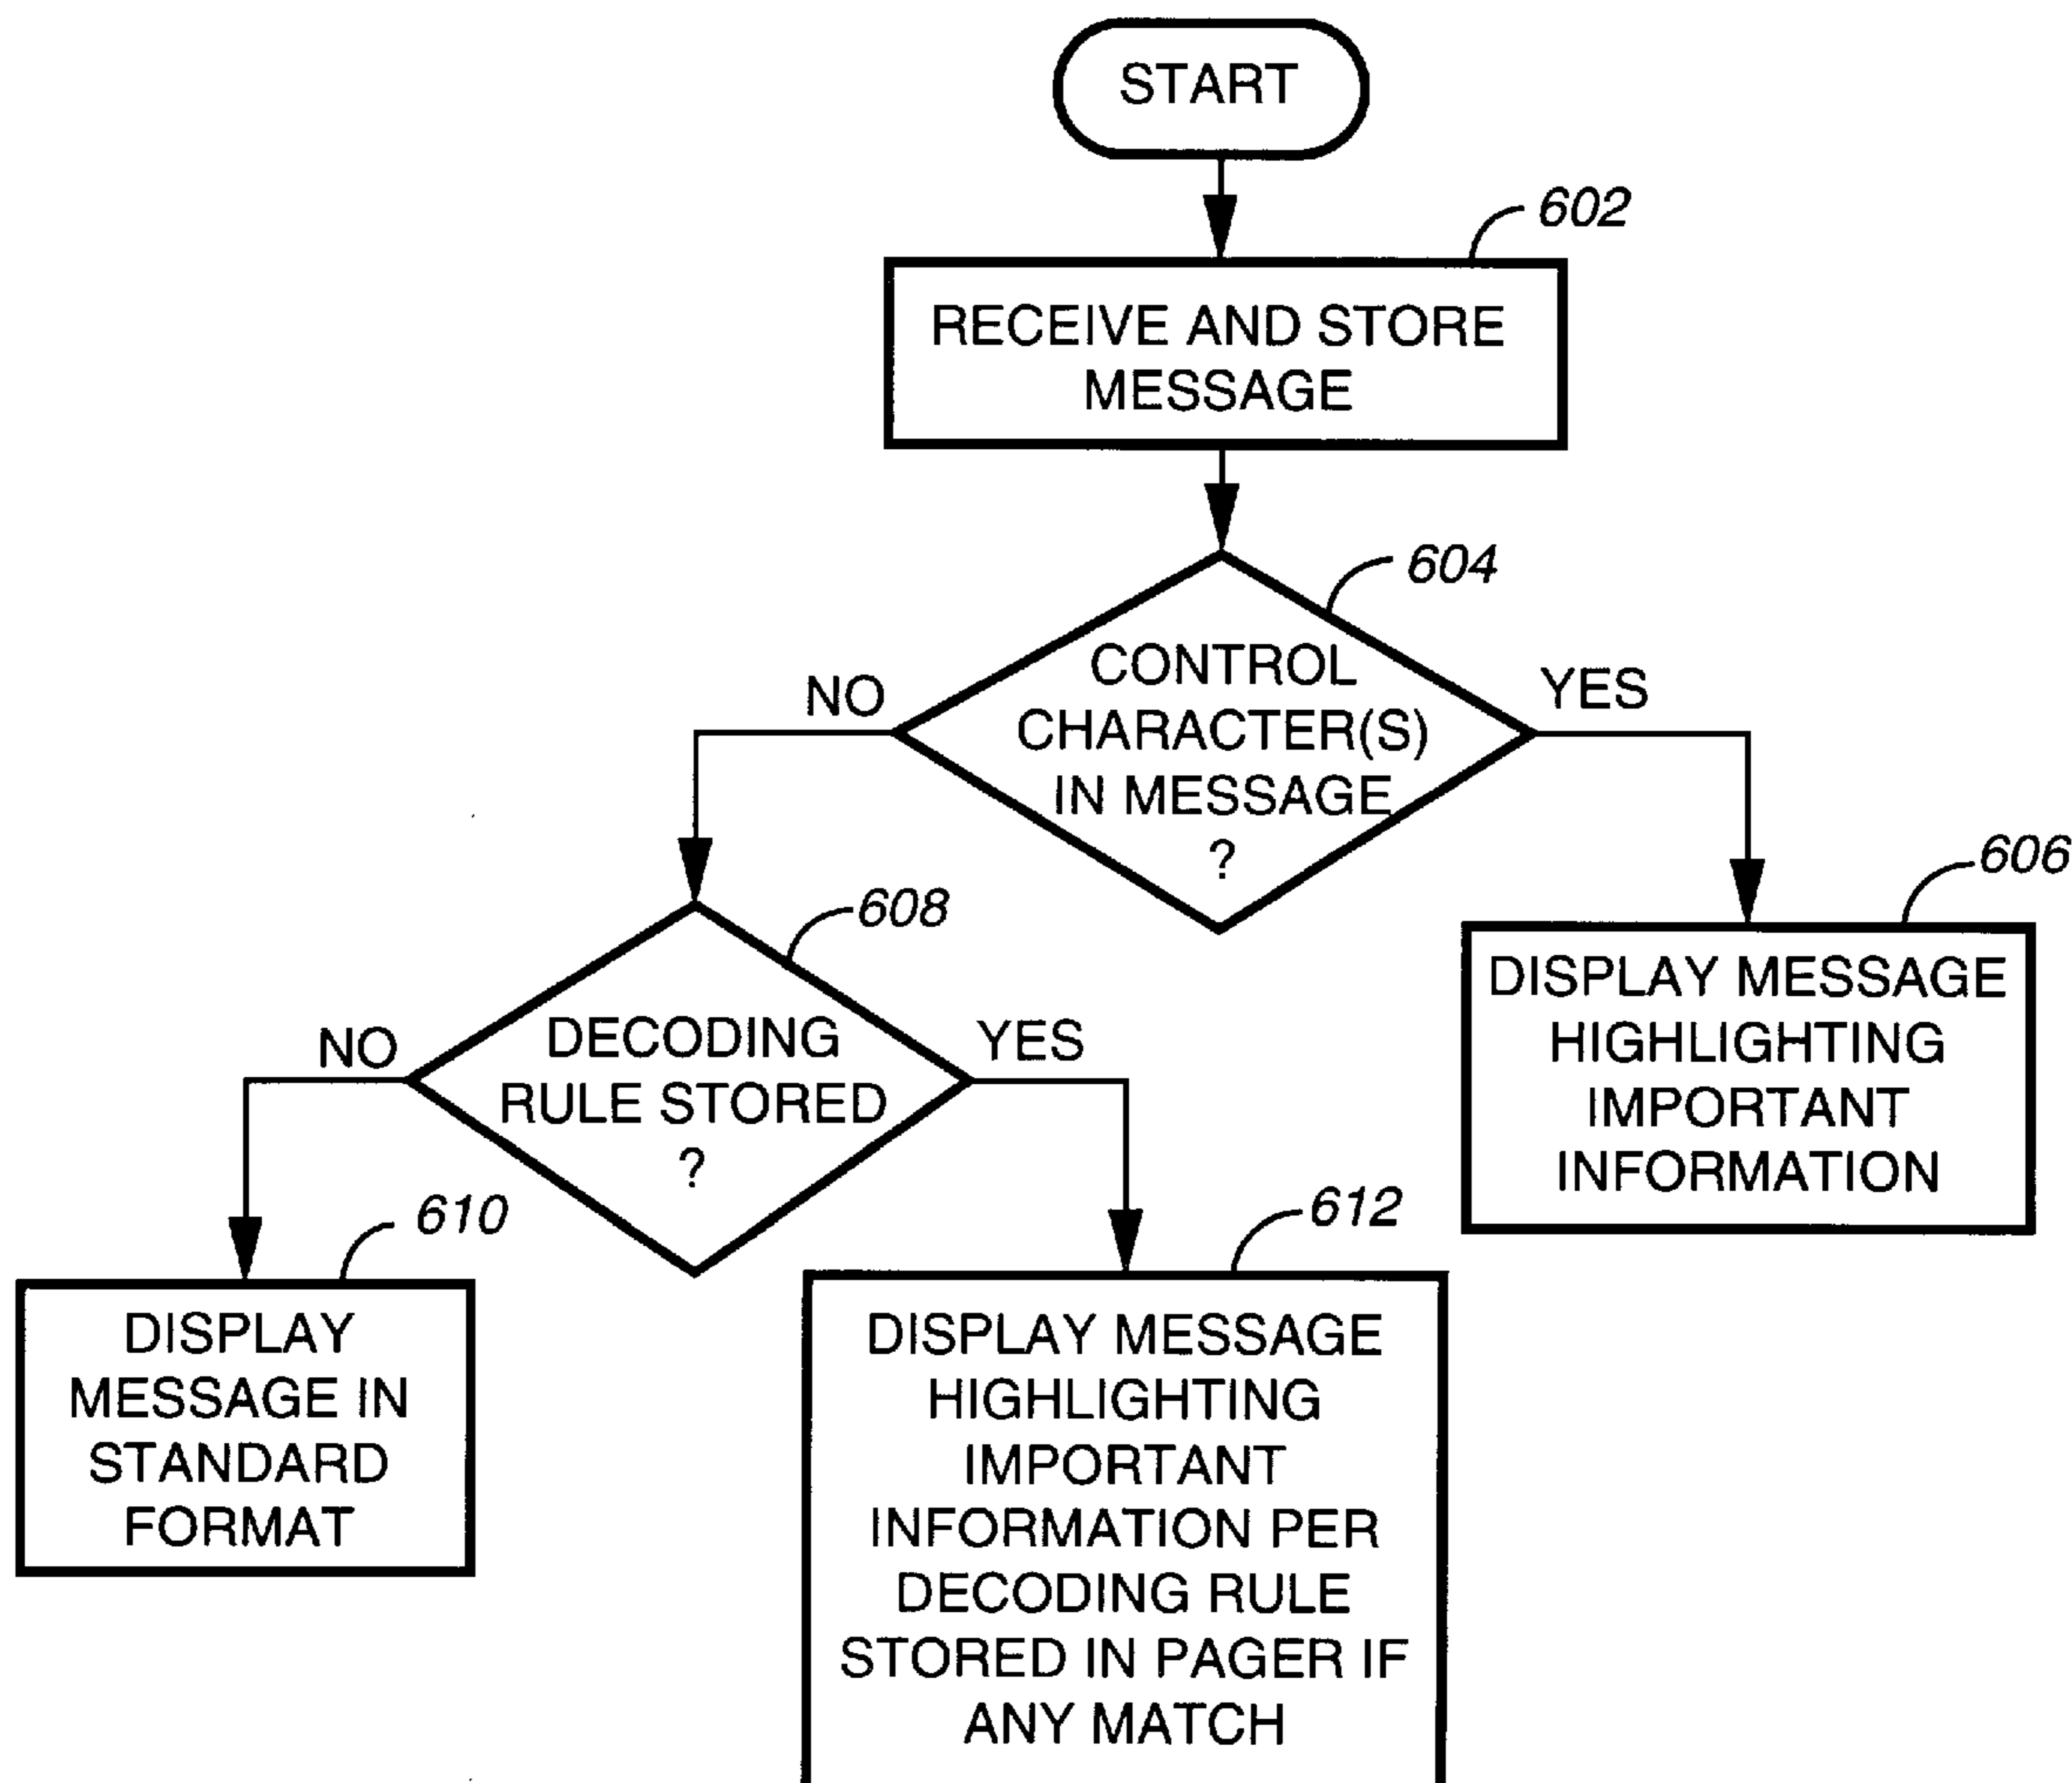 START
602
RECEIVE AND STORE
MESSAGE
604
CONTROL
CHARACTER(S)
IN MESSAGE
?
NO
YES
606
DISPLAY MESSAGE
HIGHLIGHTING
IMPORTANT
INFORMATION
608
DECODING
RULE STORED
?
NO
YES
610
DISPLAY
MESSAGE IN
STANDARD
FORMAT
612
DISPLAY MESSAGE
HIGHLIGHTING
IMPORTANT
INFORMATION PER
DECODING RULE
STORED IN PAGER IF
ANY MATCH